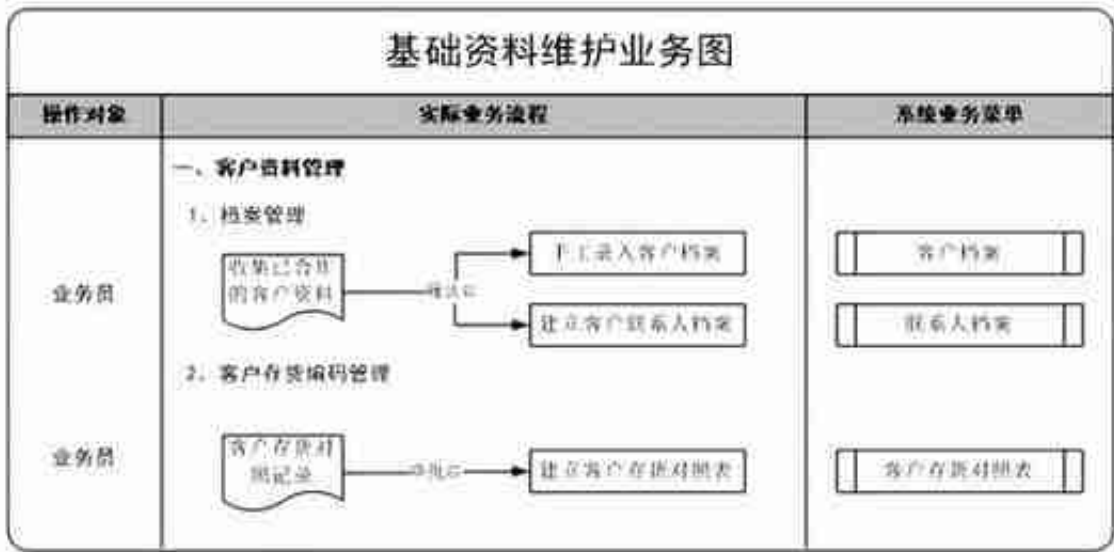 基础资料维护业务图
操作对象
实际业务流程
系统业务菜单
一、客户资料管理
1、档案管理
业务员
收集已合作
的客户资料
手工录入客户档案
建立客户联系人档案
客户档案
联系人档案
2、客户存货编码管理
业务员
客户存货对
照记录
建立客户存货对照表
客户存货对照表